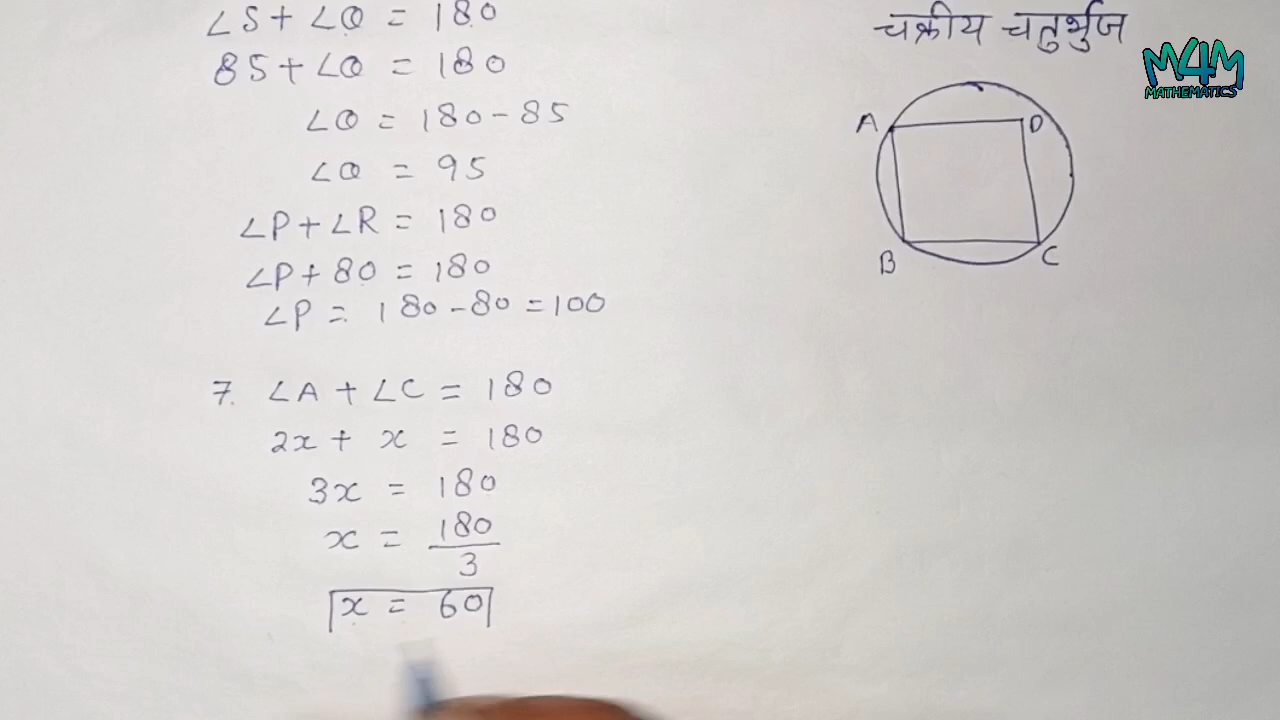 ∠S + ∠Q = 180
85 + ∠Q = 180
∠Q = 180 - 85
∠Q = 95
∠P + ∠R = 180
∠P + 80 = 180
∠P = 180 - 80 = 100
7. ∠A + ∠C = 180
2x + x = 180
3x = 180
x = 180/3
x = 60
चक्रीय चतुर्भुज
M4M
MATHEMATICS
A
D
B
C